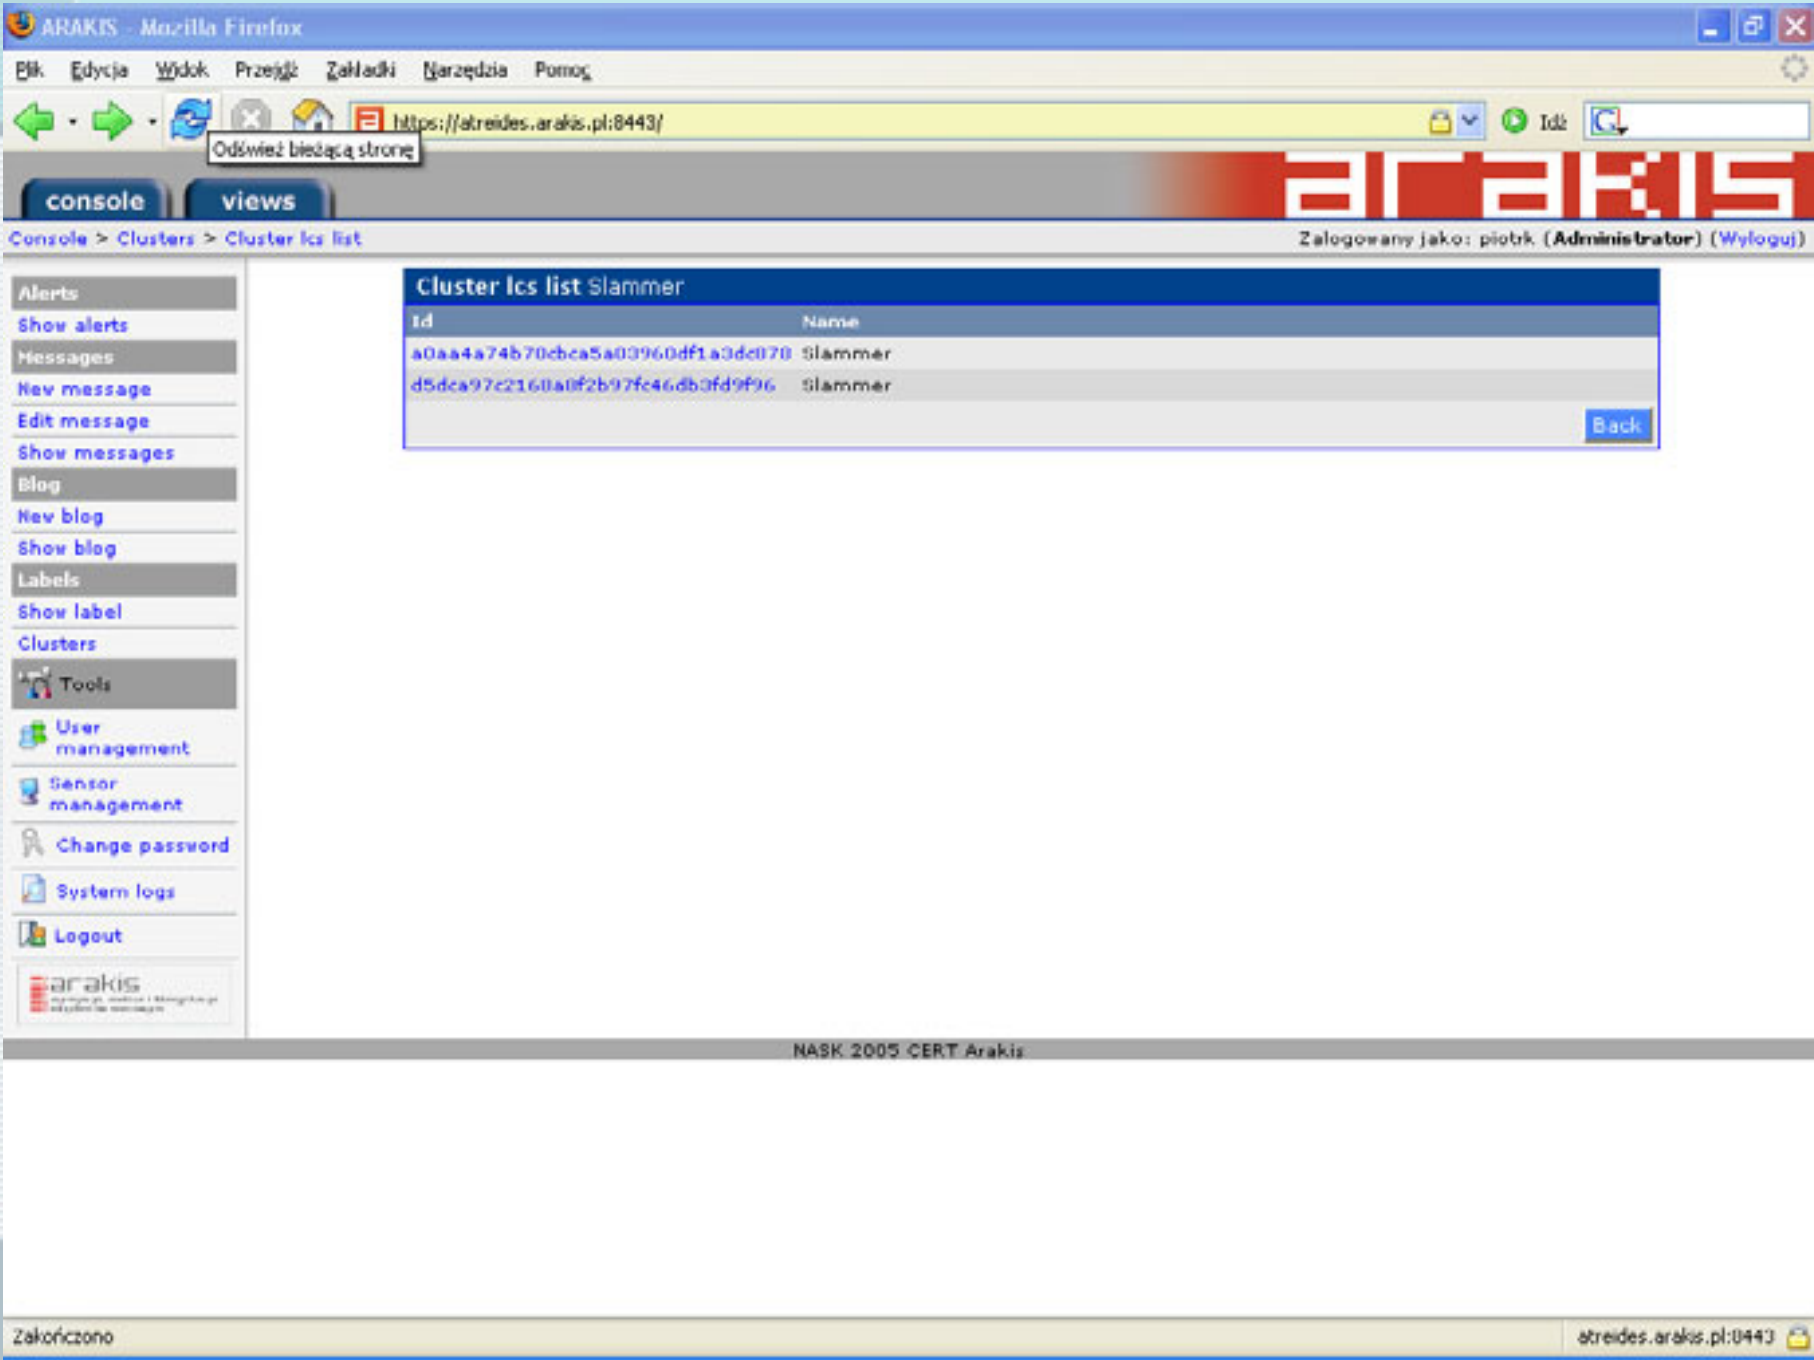 ARAKIS - Mozilla Firefox
Plik Edycja Widok Przejdź Zakładki Narzędzia Pomoc
https://atreides.arakis.pl:8443/
Idź
Odśwież bieżącą stronę
console views
arakis
Console > Clusters > Cluster lcs list
Zalogowany jako: piotrk (Administrator) (Wyloguj)
Alerts
Show alerts
Messages
New message
Edit message
Show messages
Blog
New blog
Show blog
Labels
Show label
Clusters
Tools
User
management
Sensor
management
Change password
System logs
Logout
arakis
Cluster lcs list Slammer
Id Name
a0aa4a74b70cbca5a03960df1a3dc878 Slammer
d5dca97c2168a8f2b97fc46db3fd9f96 Slammer
Back
NASK 2005 CERT Arakis
Zakończono
atreides.arakis.pl:8443